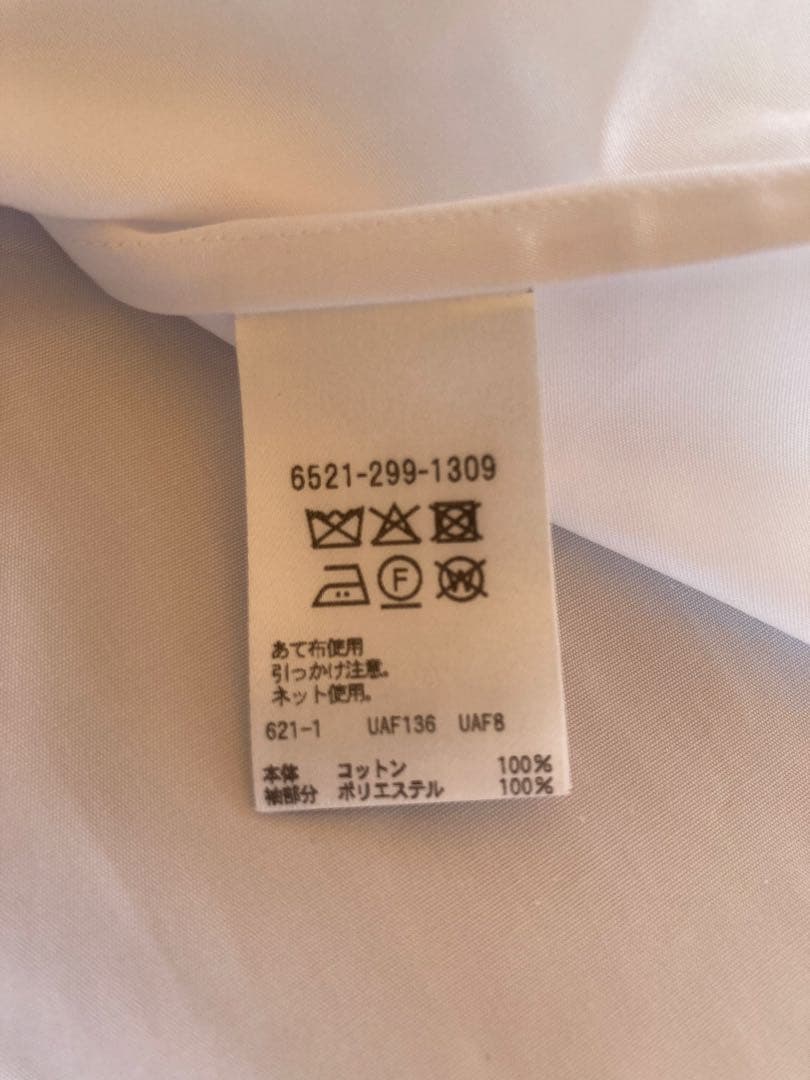 6521-299-1309
F
W
あて布使用
引っかけ注意。
ネット使用。
621-1 UAF136 UAF8
本体 コットン 100%
袖部分 ポリエステル 100%